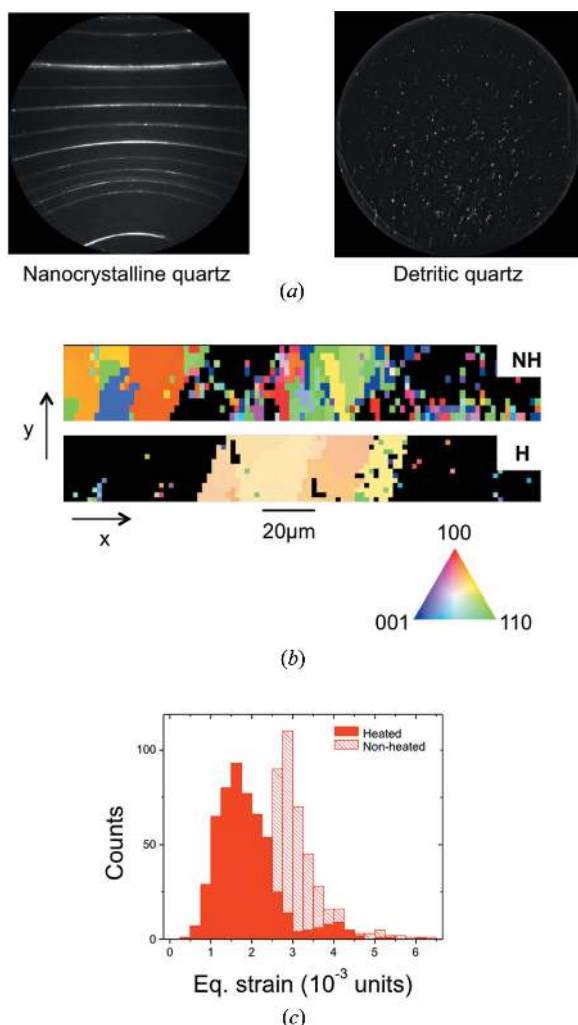 Nanocrystalline quartz
Detritic quartz
(a)
NH
y
H
x
20μm
100
001
110
(b)
Heated
Non-heated
100
50
0
Counts
0 1 2 3 4 5 6
Eq. strain (10⁻³ units)
(c)